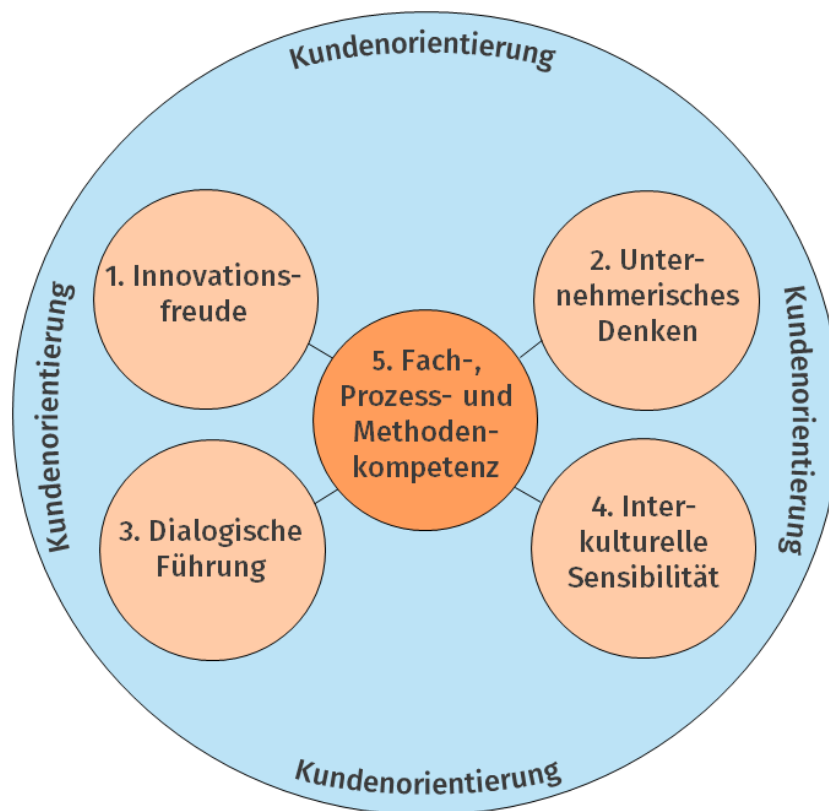 Kundenorientierung
1. Innovations-
freude
2. Unter-
nehmerisches
Denken
Kundenorientierung
Kundenorientierung
5. Fach-,
Prozess- und
Methoden-
kompetenz
3. Dialogische
Führung
4. Inter-
kulturelle
Sensibilität
Kundenorientierung